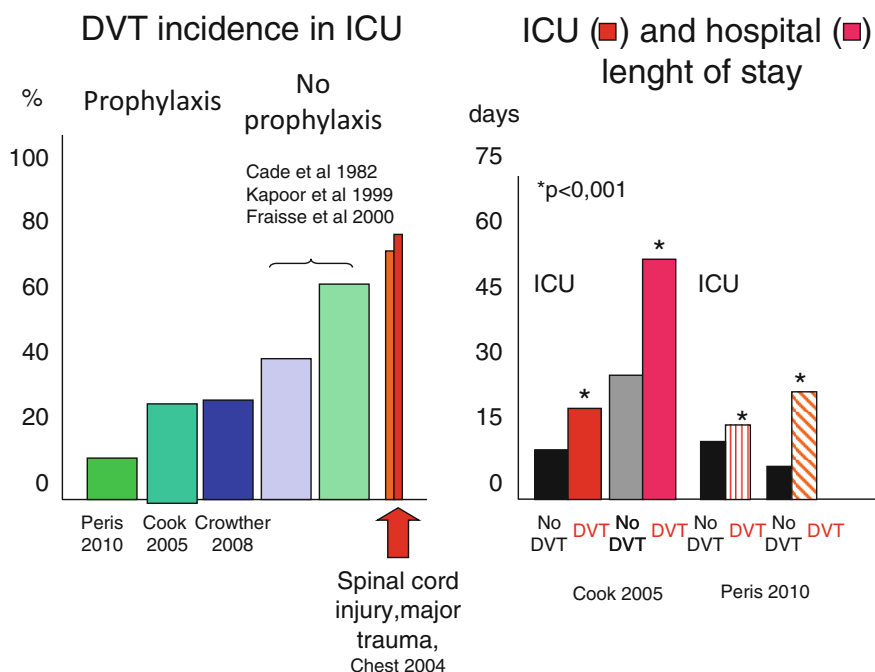 DVT incidence in ICU
%
Prophylaxis
No
prophylaxis
Cade et al 1982
Kapoor et al 1999
Fraisse et al 2000
100
80
60
40
20
0
Peris
2010
Cook
2005
Crowther
2008
Spinal cord
injury,major
trauma,
Chest 2004
ICU (■) and hospital (■)
lenght of stay
days
75
60
45
30
15
0
*p<0,001
ICU
ICU
*
*
*
*
No
DVT
DVT
No
DVT
DVT
No
DVT
DVT
No
DVT
DVT
Cook 2005
Peris 2010